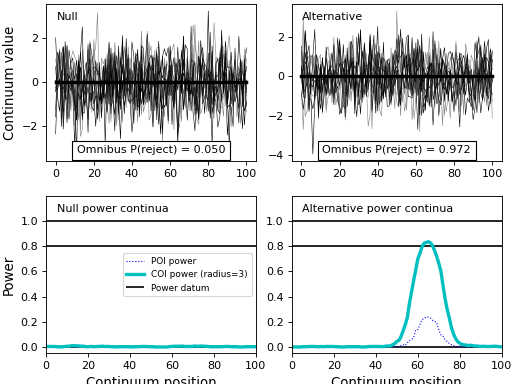 Null
Alternative
Continuum value
2
0
−2
2
0
−2
−4
Omnibus P(reject) = 0.050
Omnibus P(reject) = 0.972
0 20 40 60 80 100
0 20 40 60 80 100
Null power continua
Alternative power continua
Power
1.0
0.8
0.6
0.4
0.2
0.0
1.0
0.8
0.6
0.4
0.2
0.0
POI power
COI power (radius=3)
Power datum
0 20 40 60 80 100
0 20 40 60 80 100
Continuum position
Continuum position